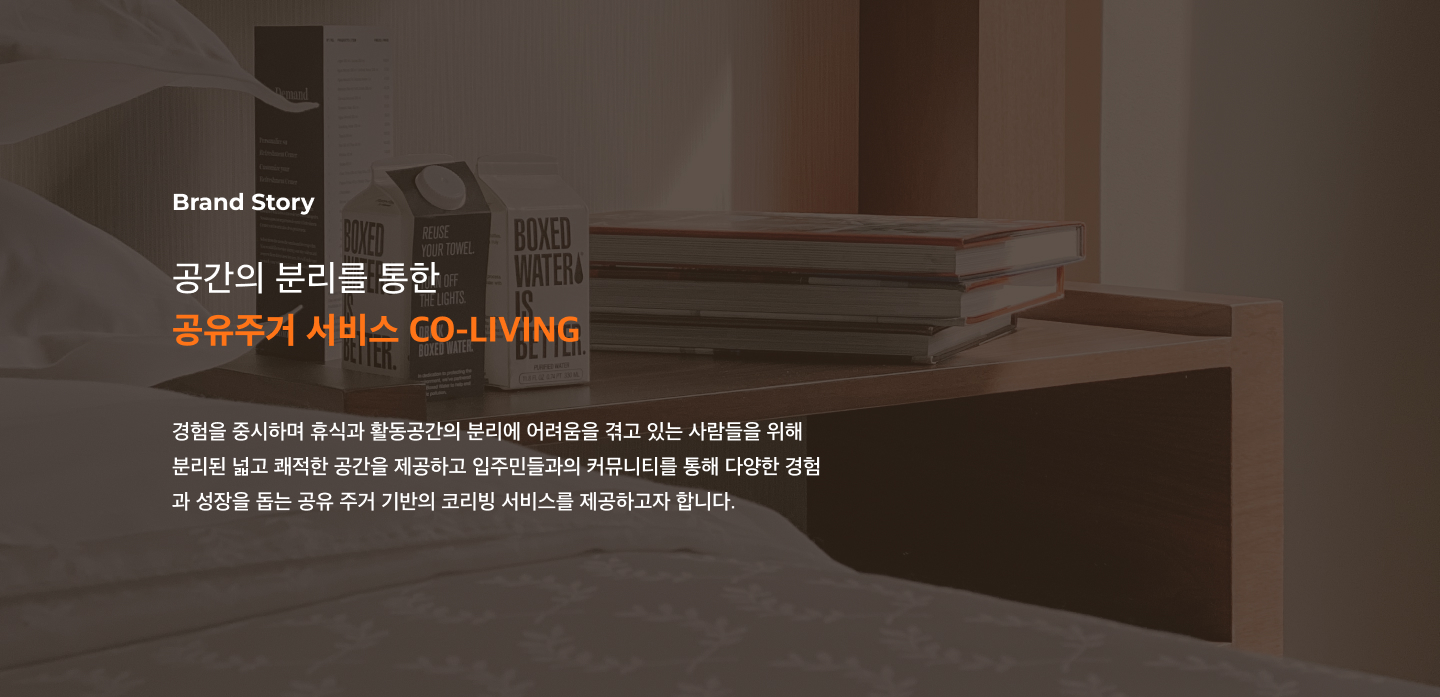 Demand
Brand Story
BOXED
WATER
IS
BETTER.
REUSE
YOUR TOWEL.
OFF
THE LIGHTS.
BOXED WATER.
BOXED
WATER
IS
BETTER.
PURIFIED WATER
공간의 분리를 통한
공유주거 서비스 CO-LIVING
경험을 중시하며 휴식과 활동공간의 분리에 어려움을 겪고 있는 사람들을 위해
분리된 넓고 쾌적한 공간을 제공하고 입주민들과의 커뮤니티를 통해 다양한 경험
과 성장을 돕는 공유 주거 기반의 코리빙 서비스를 제공하고자 합니다.